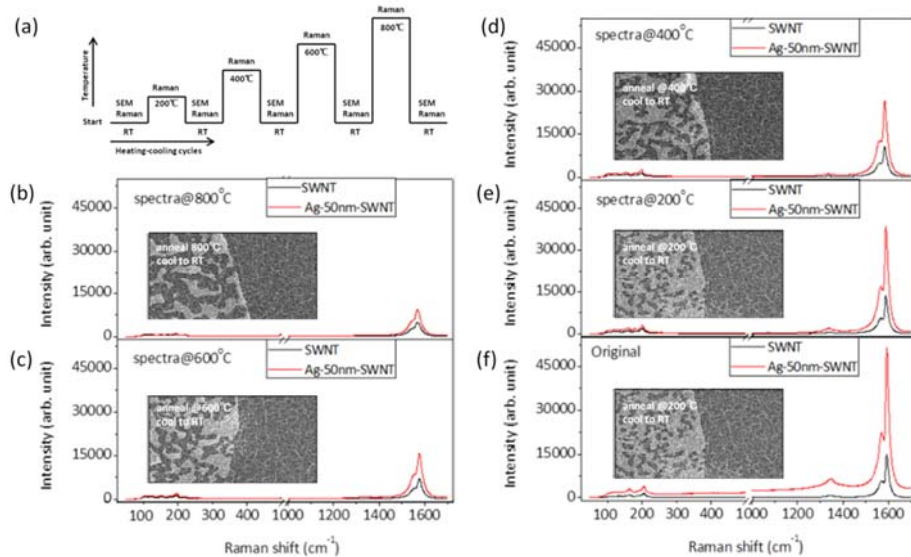 (a)
Temperature
Start
SEM
Raman
RT
Raman
200℃
SEM
Raman
RT
Raman
400℃
SEM
Raman
RT
Raman
600℃
SEM
Raman
RT
Raman
800℃
SEM
Raman
RT
Heating-cooling cycles
(b)
spectra@800°C
SWNT
Ag-50nm-SWNT
anneal 800°C
cool to RT
Intensity (arb. unit)
45000
30000
15000
0
(c)
spectra@600°C
SWNT
Ag-50nm-SWNT
anneal @600°C
cool to RT
Intensity (arb. unit)
45000
30000
15000
0
100 200 1000 1400 1600
Raman shift (cm⁻¹)
(d)
spectra@400°C
SWNT
Ag-50nm-SWNT
anneal @400°C
cool to RT
Intensity (arb. unit)
45000
30000
15000
0
(e)
spectra@200°C
SWNT
Ag-50nm-SWNT
anneal @200°C
cool to RT
Intensity (arb. unit)
45000
30000
15000
0
(f)
Original
SWNT
Ag-50nm-SWNT
anneal @200°C
cool to RT
Intensity (arb. unit)
45000
30000
15000
0
100 200 1000 1400 1600
Raman shift (cm⁻¹)